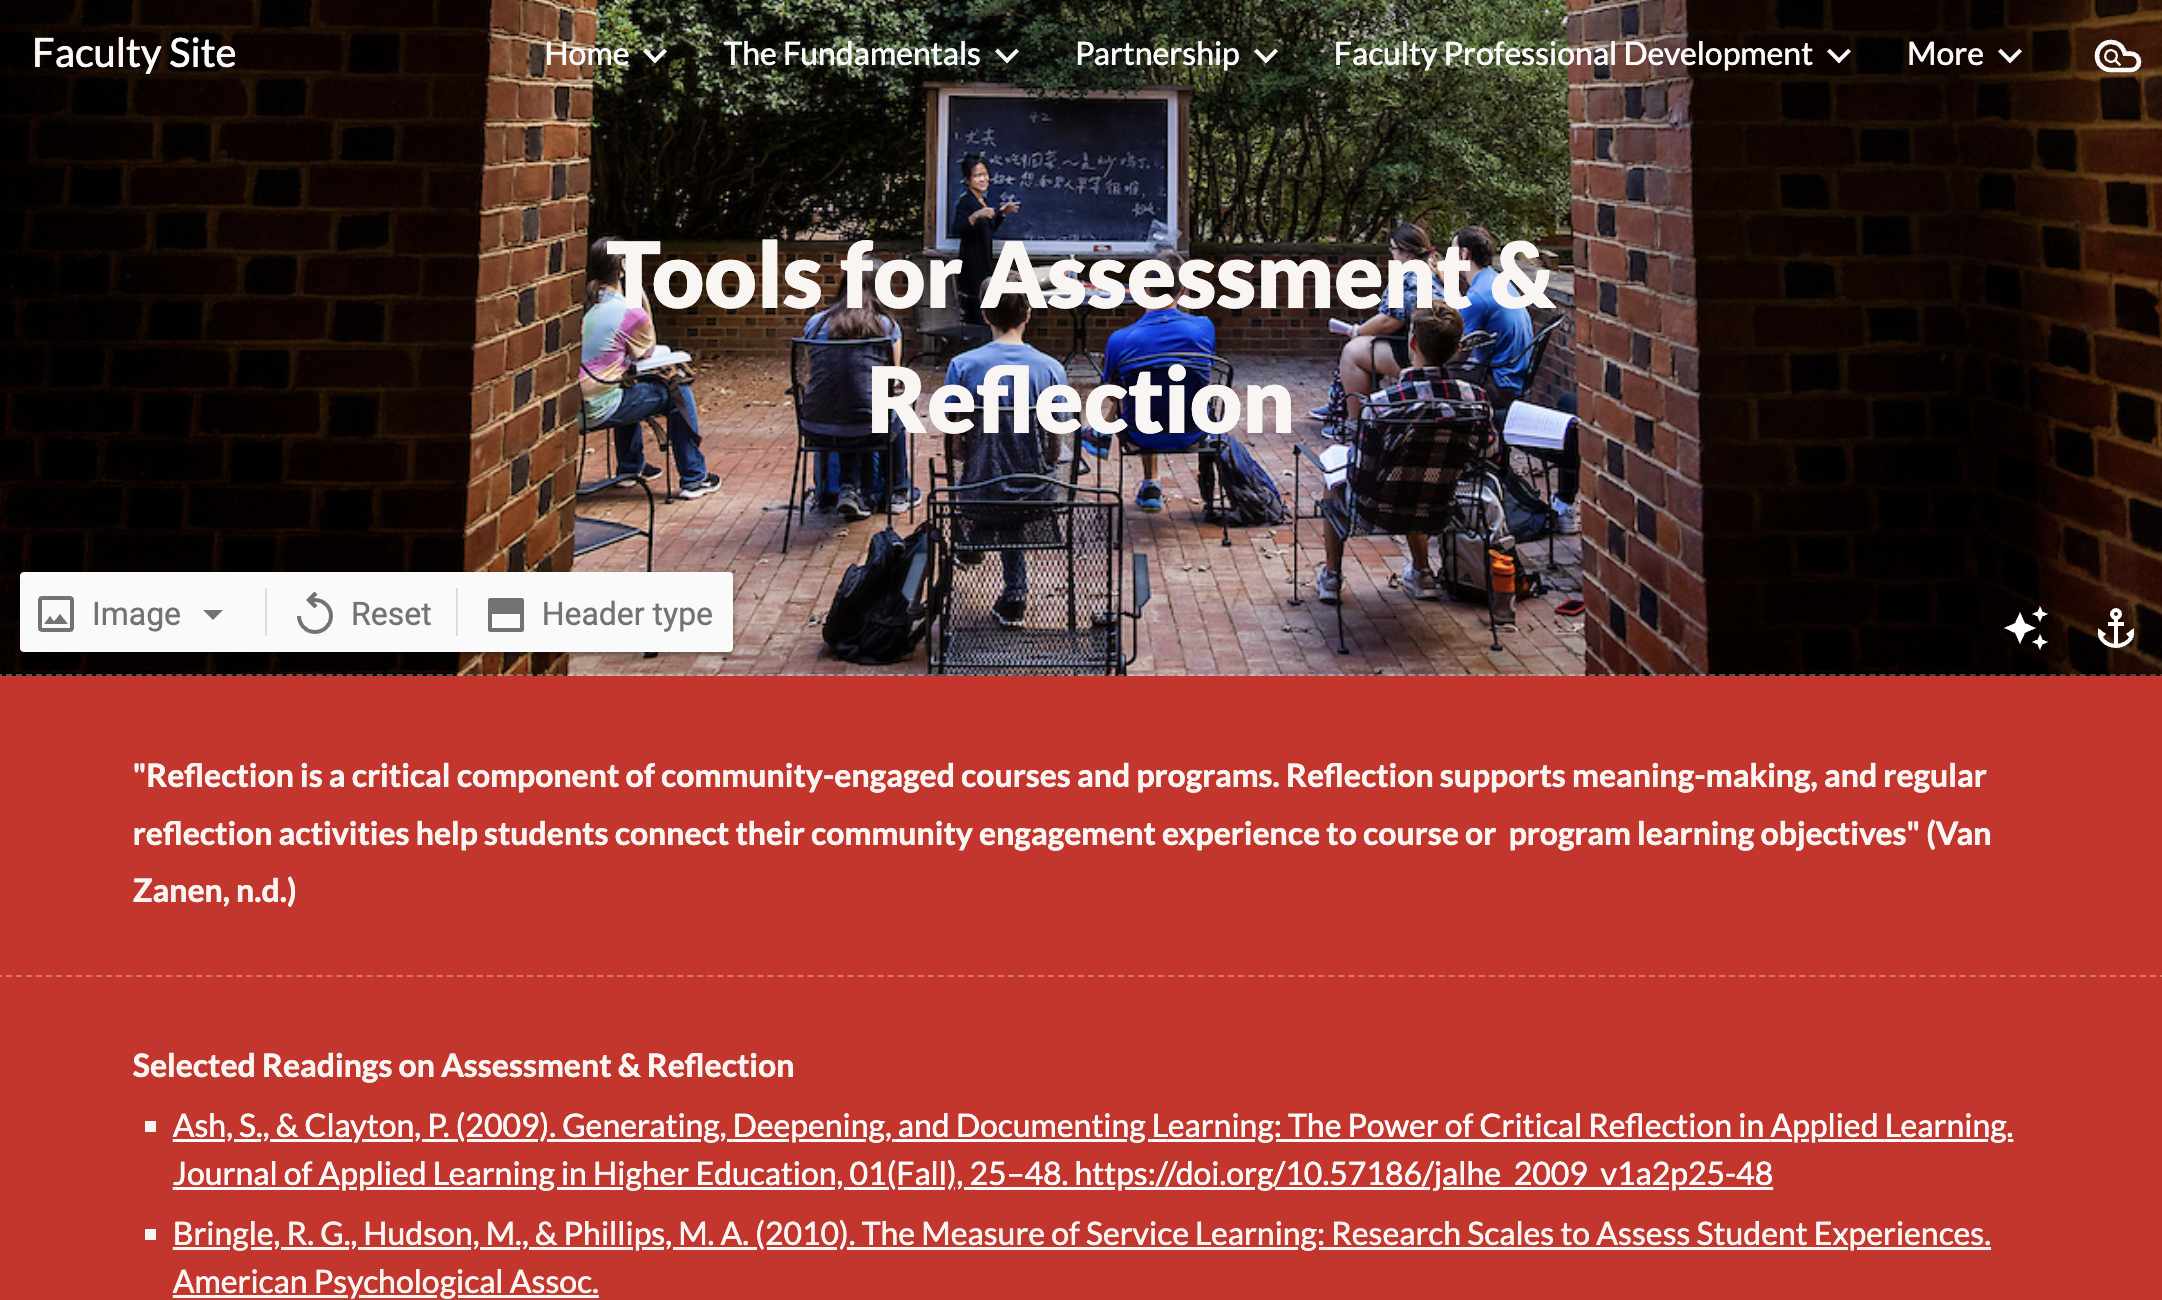 Faculty Site
Home
The Fundamentals
Partnership
Faculty Professional Development
More
尤其
Tools for Assessment &
Reflection
Image
Reset
Header type
"Reflection is a critical component of community-engaged courses and programs. Reflection supports meaning-making, and regular
reflection activities help students connect their community engagement experience to course or  program learning objectives" (Van
Zanen, n.d.)
Selected Readings on Assessment & Reflection
Ash, S., & Clayton, P. (2009). Generating, Deepening, and Documenting Learning: The Power of Critical Reflection in Applied Learning.
Journal of Applied Learning in Higher Education, 01(Fall), 25–48. https://doi.org/10.57186/jalhe_2009_v1a2p25-48
Bringle, R. G., Hudson, M., & Phillips, M. A. (2010). The Measure of Service Learning: Research Scales to Assess Student Experiences.
American Psychological Assoc.